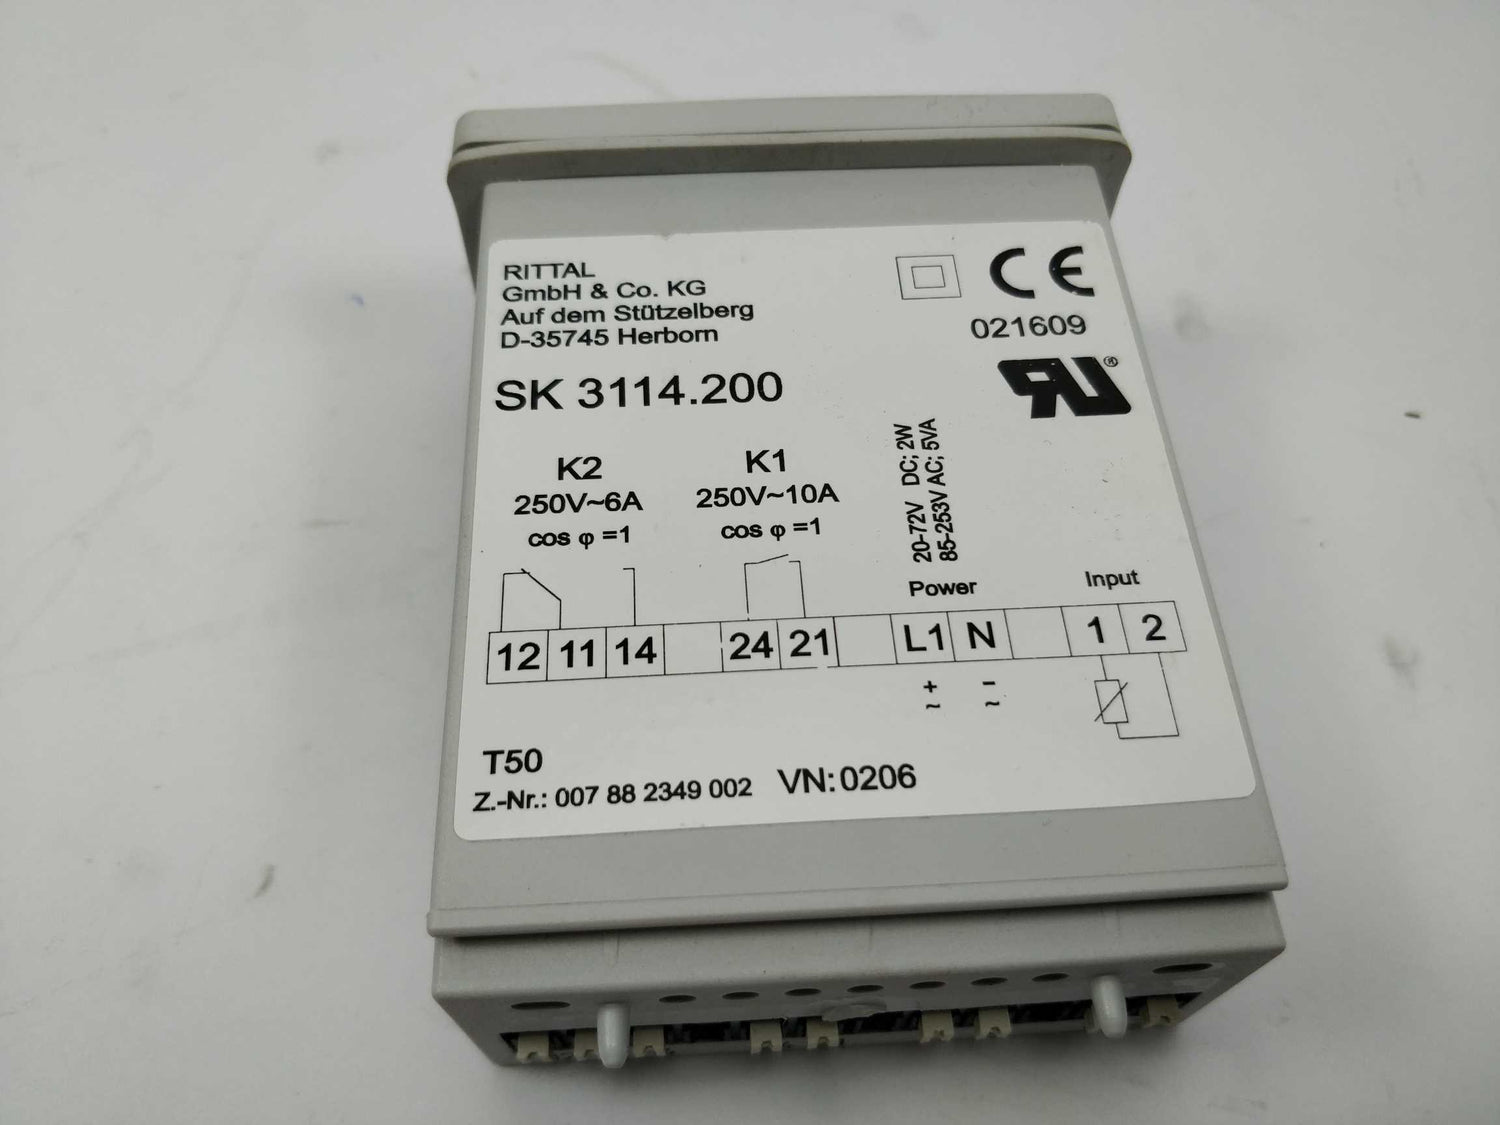 RITTAL
GmbH & Co. KG
Auf dem Stützelberg
D-35745 Herborn
CE
021609
SK 3114.200
RU®
K2
250V~6A
cos φ =1
K1
250V~10A
cos φ =1
20-72V DC; 2W
85-253V AC; 5VA
Power
Input
12 11 14 24 21 L1 N 1 2
+ −
~ ~
T50
Z.-Nr.: 007 88 2349 002 VN: 0206